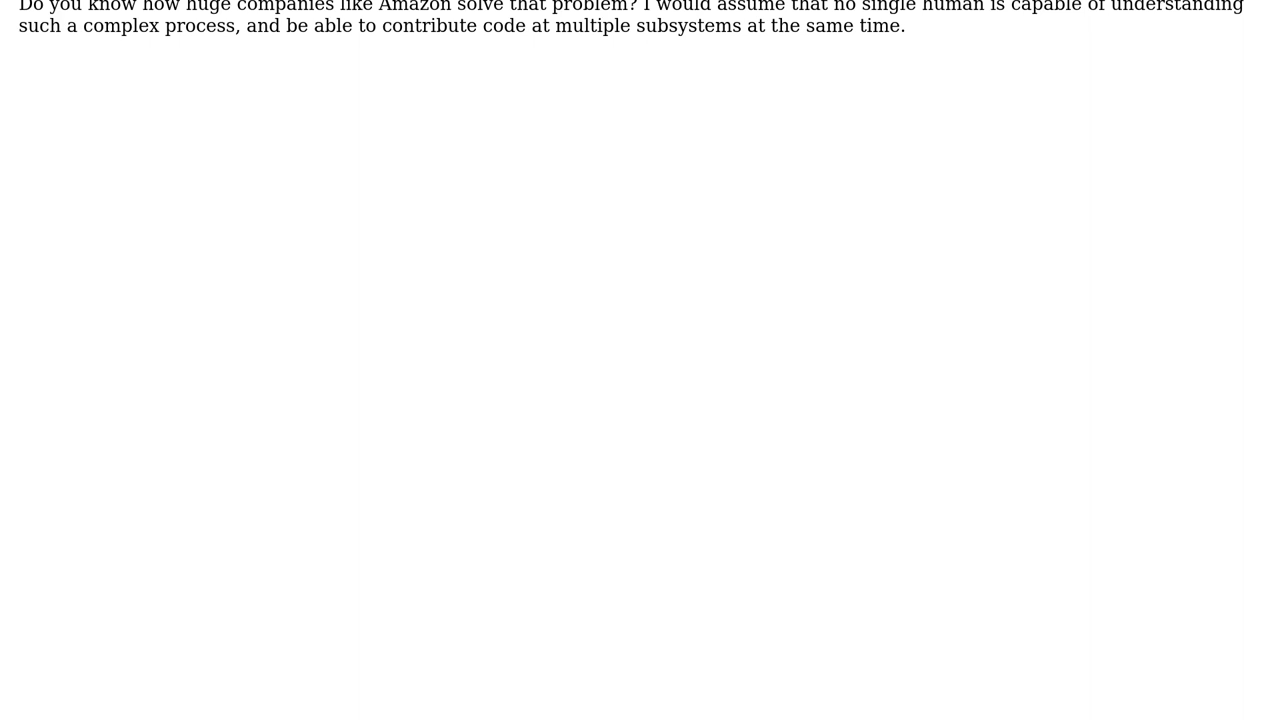 Do you know how huge companies like Amazon solve that problem? I would assume that no single human is capable of understanding
such a complex process, and be able to contribute code at multiple subsystems at the same time.